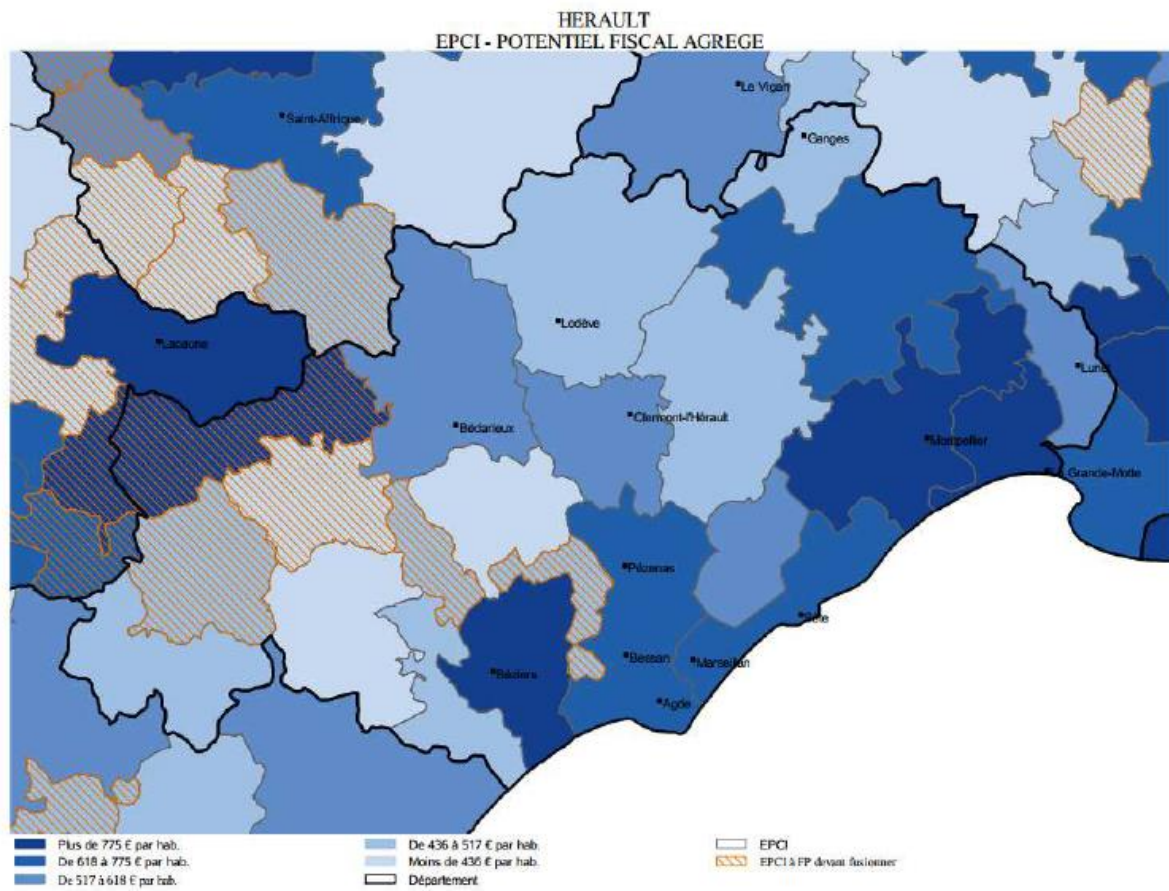 HERAULT
EPCI - POTENTIEL FISCAL AGREGE
Le Vigan
Saint-Affrique
Ganges
Lodève
Lacaune
Lunel
Clermont-l'Hérault
Bédarieux
Montpellier
Grande-Motte
Pézenas
Sète
Bessan
Marseillan
Béziers
Agde
Plus de 775 € par hab.
De 436 à 517 € par hab.
EPCI
De 618 à 775 € par hab.
Moins de 436 € par hab.
EPCI à FP devant fusionner
De 517 à 618 € par hab.
Département